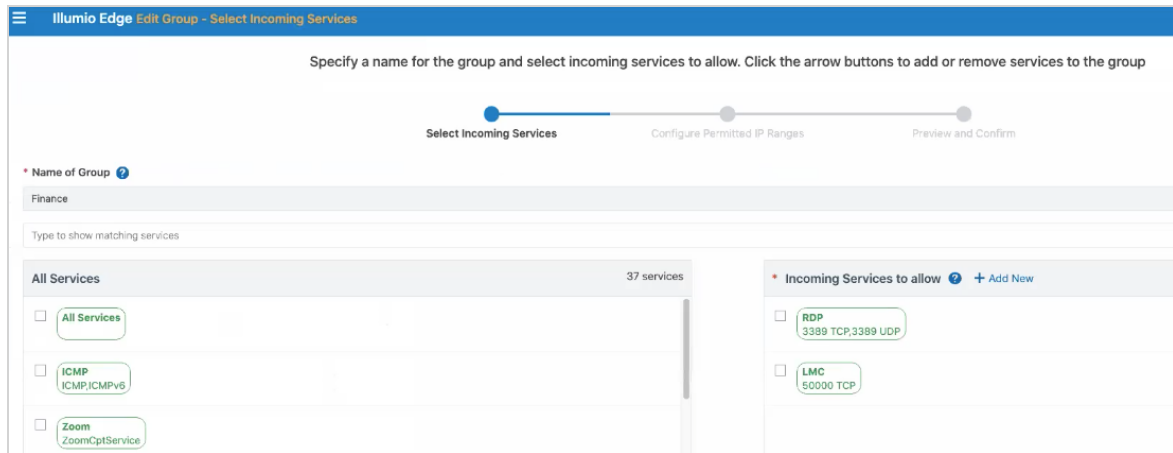 Illumio Edge Edit Group - Select Incoming Services
Specify a name for the group and select incoming services to allow. Click the arrow buttons to add or remove services to the group
Select Incoming Services
Configure Permitted IP Ranges
Preview and Confirm
* Name of Group ?
Finance
Type to show matching services
All Services
37 services
All Services
ICMP
ICMP,ICMPv6
Zoom
ZoomCptService
* Incoming Services to allow ? + Add New
RDP
3389 TCP,3389 UDP
LMC
50000 TCP